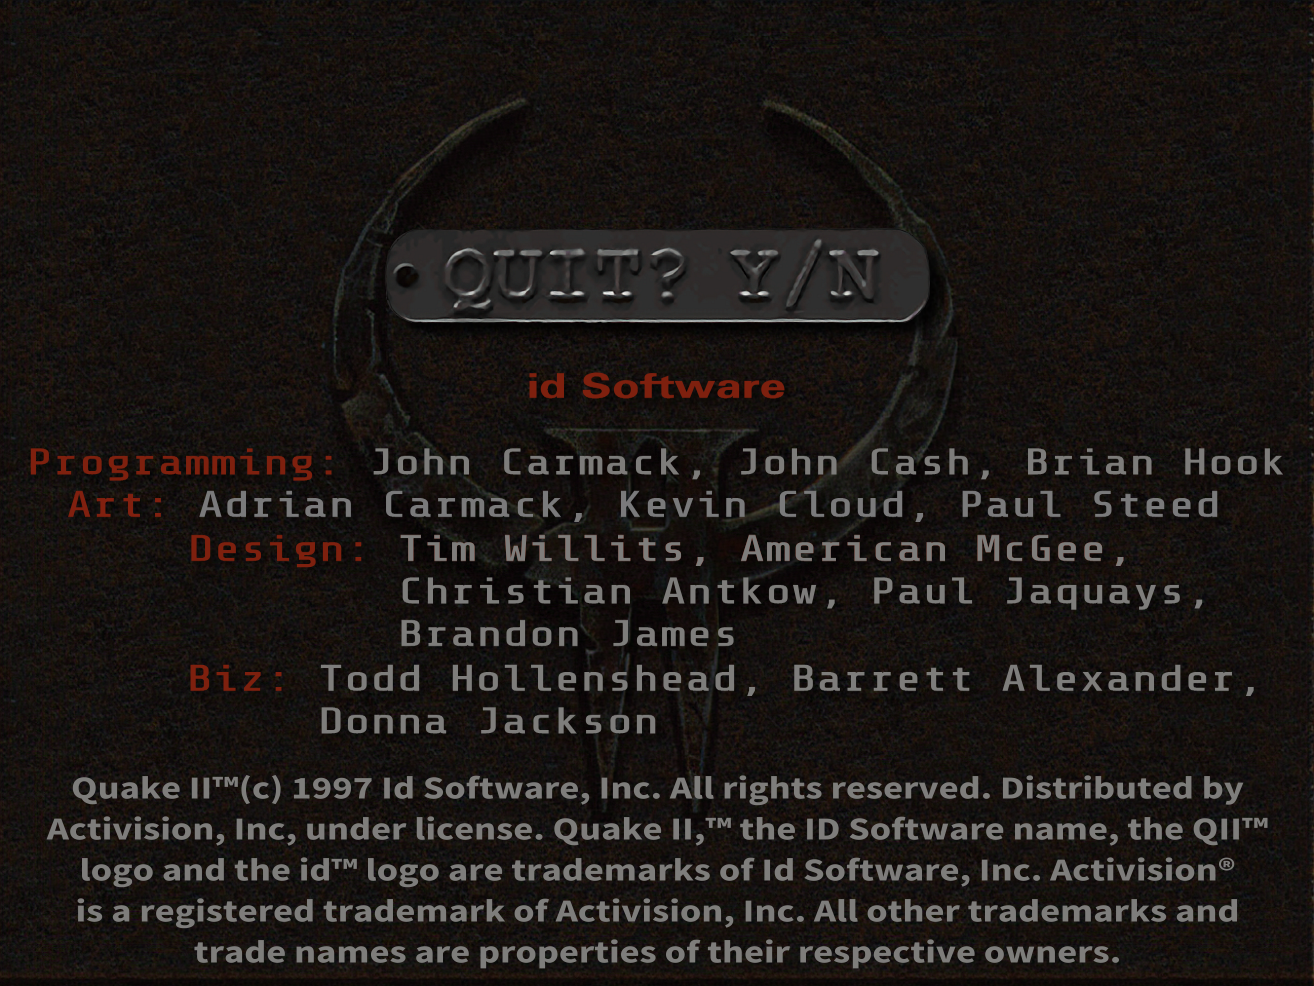 QUIT? Y/N
id Software
Programming: John Carmack, John Cash, Brian Hook
Art: Adrian Carmack, Kevin Cloud, Paul Steed
Design: Tim Willits, American McGee,
Christian Antkow, Paul Jaquays,
Brandon James
Biz: Todd Hollenshead, Barrett Alexander,
Donna Jackson
Quake II™(c) 1997 Id Software, Inc. All rights reserved. Distributed by
Activision, Inc, under license. Quake II,™ the ID Software name, the QII™
logo and the id™ logo are trademarks of Id Software, Inc. Activision®
is a registered trademark of Activision, Inc. All other trademarks and
trade names are properties of their respective owners.